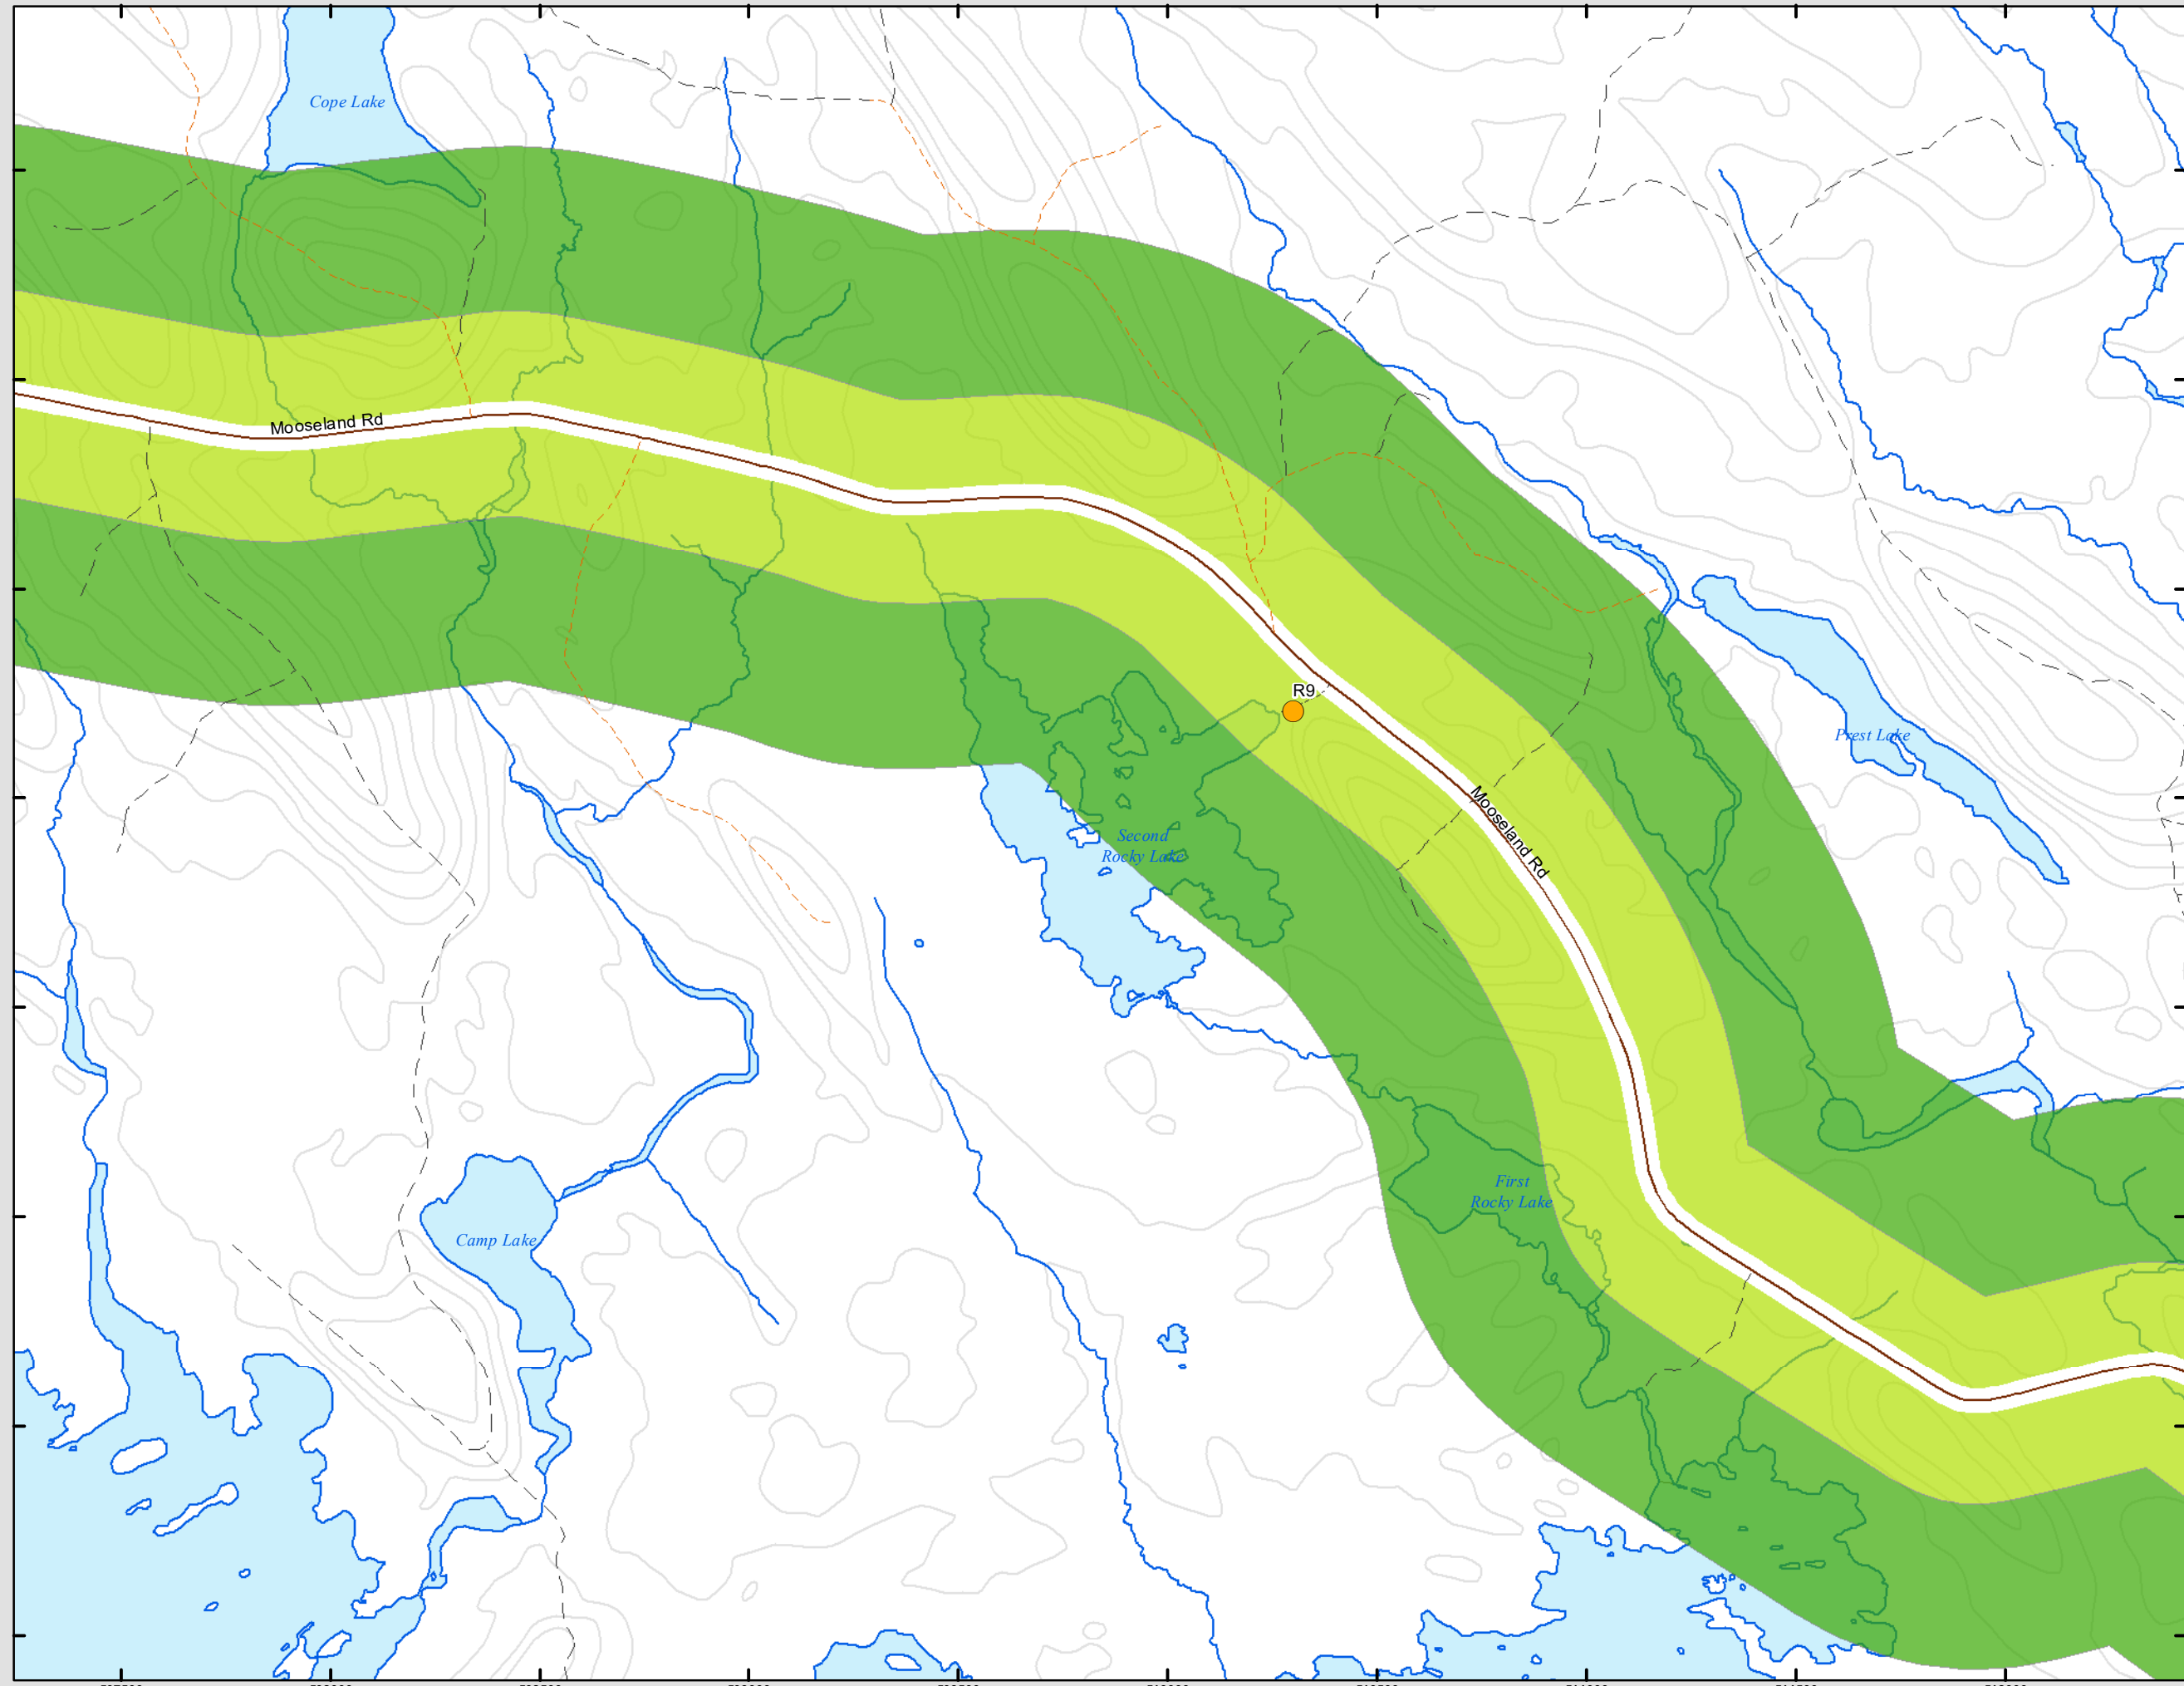 Cope Lake
Mooseland Rd
R9
Prest Lake
Mooseland Rd
Second
Rocky Lake
First
Rocky Lake
Camp Lake